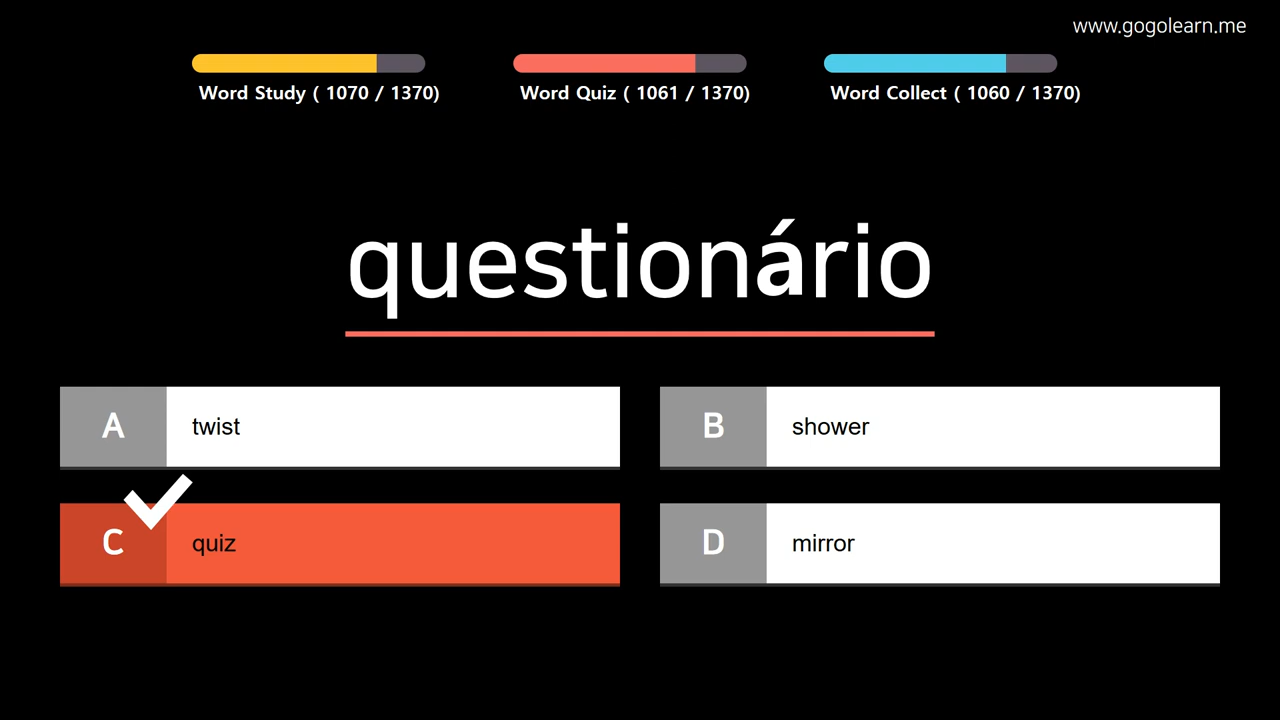 www.gogolearn.me
Word Study ( 1070 / 1370)
Word Quiz ( 1061 / 1370)
Word Collect ( 1060 / 1370)
questionário
A twist
B shower
C quiz
D mirror